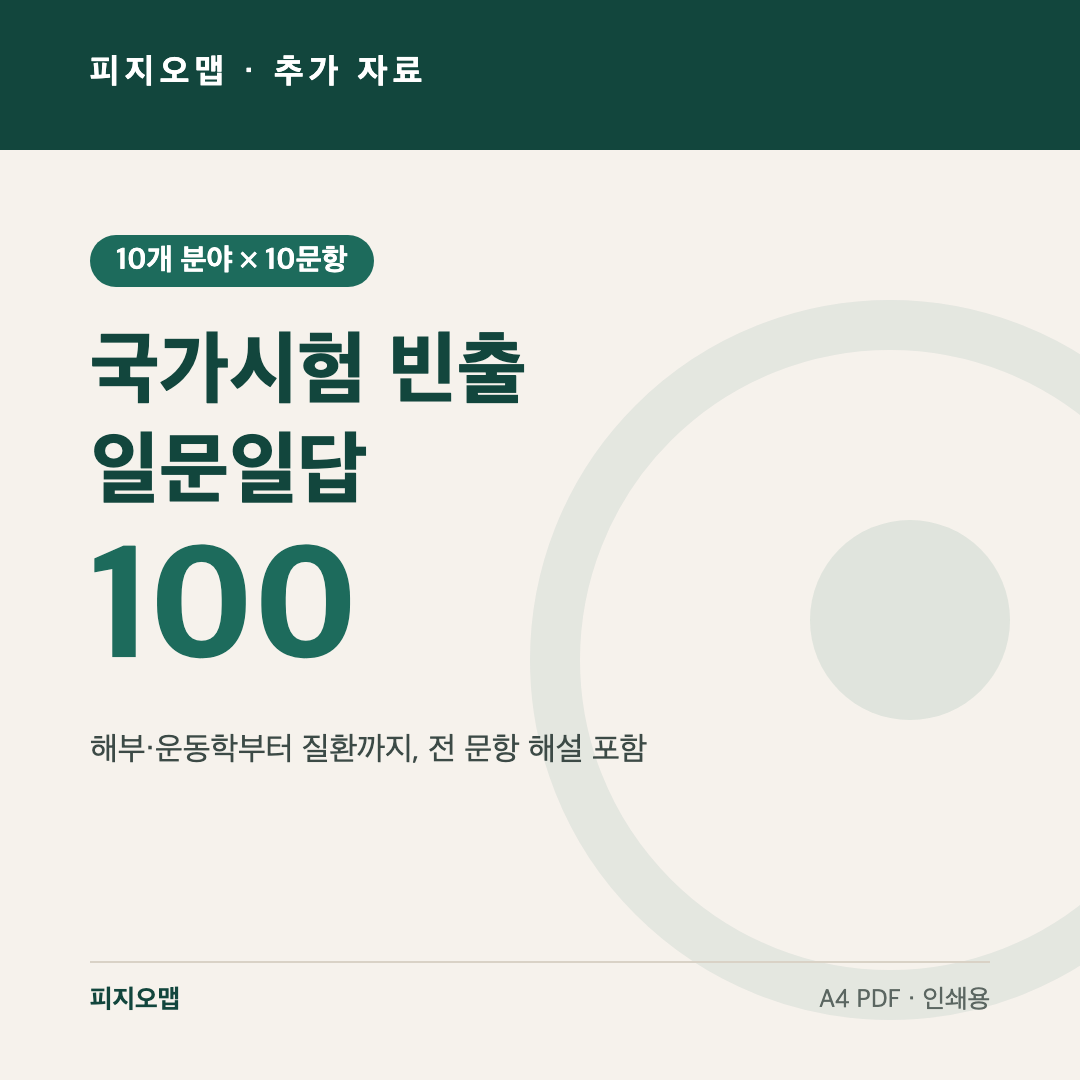 피지오맵 · 추가 자료
10개 분야 × 10문항
국가시험 빈출
일문일답
100
해부·운동학부터 질환까지, 전 문항 해설 포함
피지오맵
A4 PDF · 인쇄용